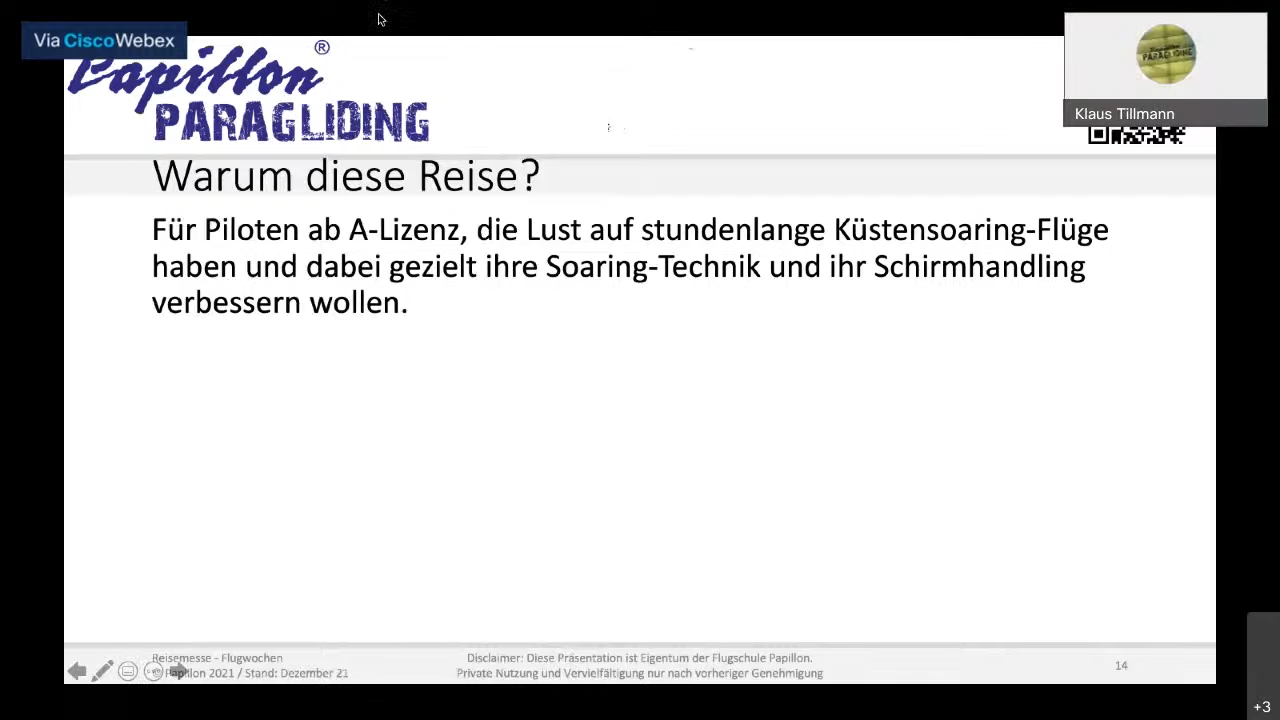 Via Cisco Webex
Papillon®
PARAGLIDING
PARAGLIDING
Klaus Tillmann
Warum diese Reise?
Für Piloten ab A-Lizenz, die Lust auf stundenlange Küstensoaring-Flüge
haben und dabei gezielt ihre Soaring-Technik und ihr Schirmhandling
verbessern wollen.
Reisemesse - Flugwochen
Papillon 2021 / Stand: Dezember 21
Disclaimer: Diese Präsentation ist Eigentum der Flugschule Papillon.
Private Nutzung und Vervielfältigung nur nach vorheriger Genehmigung
14
+3